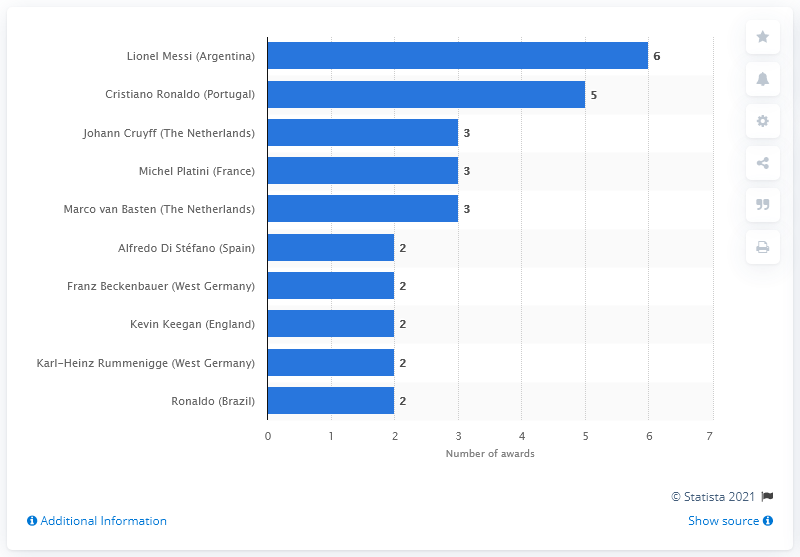 Lionel Messi (Argentina) 6
Cristiano Ronaldo (Portugal) 5
Johann Cruyff (The Netherlands) 3
Michel Platini (France) 3
Marco van Basten (The Netherlands) 3
Alfredo Di Stéfano (Spain) 2
Franz Beckenbauer (West Germany) 2
Kevin Keegan (England) 2
Karl-Heinz Rummenigge (West Germany) 2
Ronaldo (Brazil) 2
0 1 2 3 4 5 6 7
Number of awards
© Statista 2021
Additional Information Show source